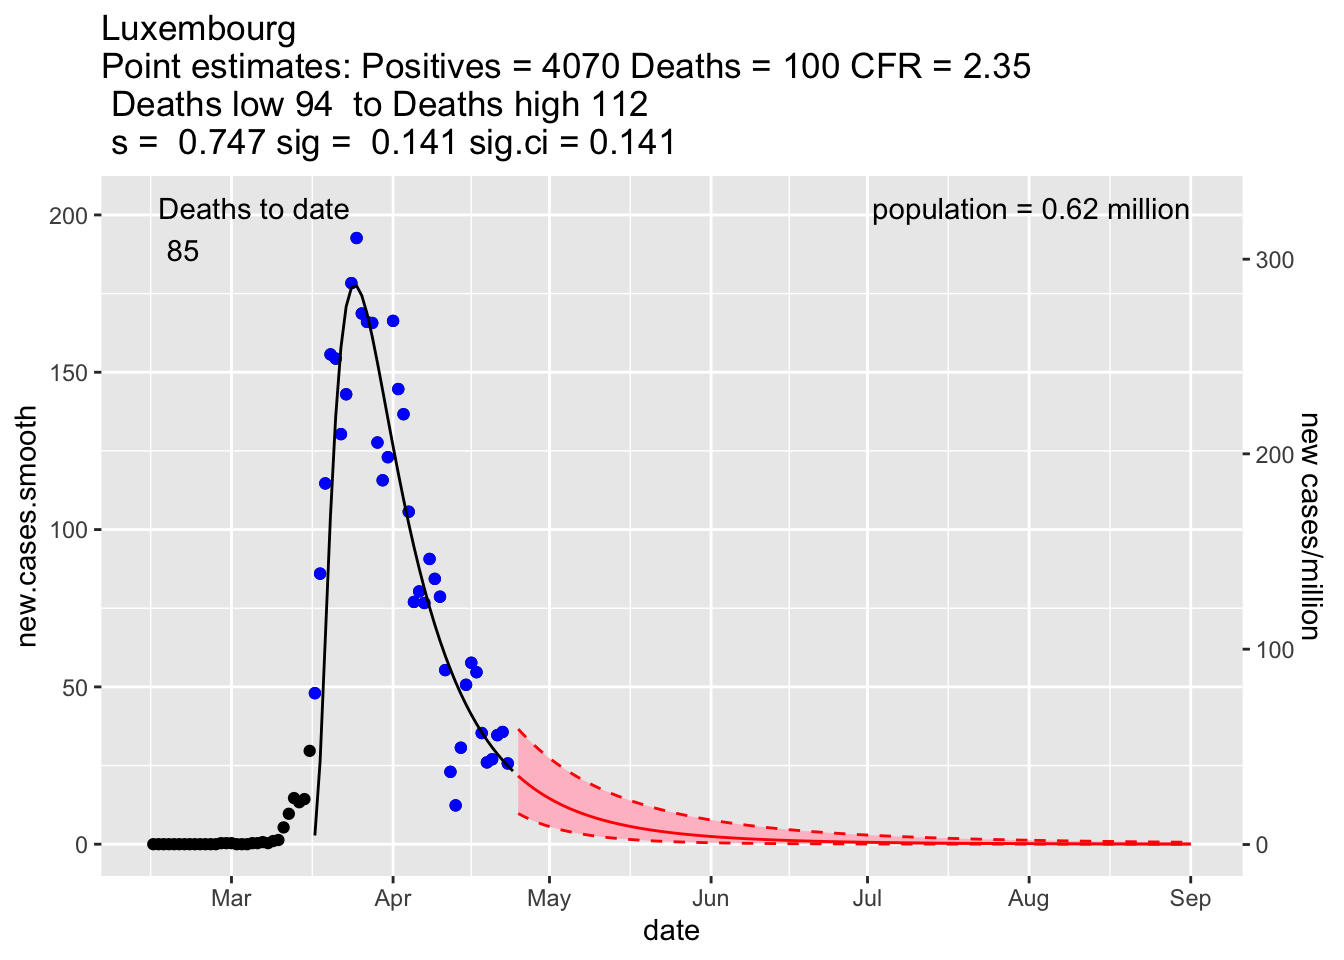 Luxembourg
Point estimates: Positives = 4070 Deaths = 100 CFR = 2.35
Deaths low 94  to Deaths high 112
s =  0.747 sig =  0.141 sig.ci = 0.141
Deaths to date
85
population = 0.62 million
200
150
100
50
0
new.cases.smooth
300
200
100
0
new cases/million
Mar Apr May Jun Jul Aug Sep
date